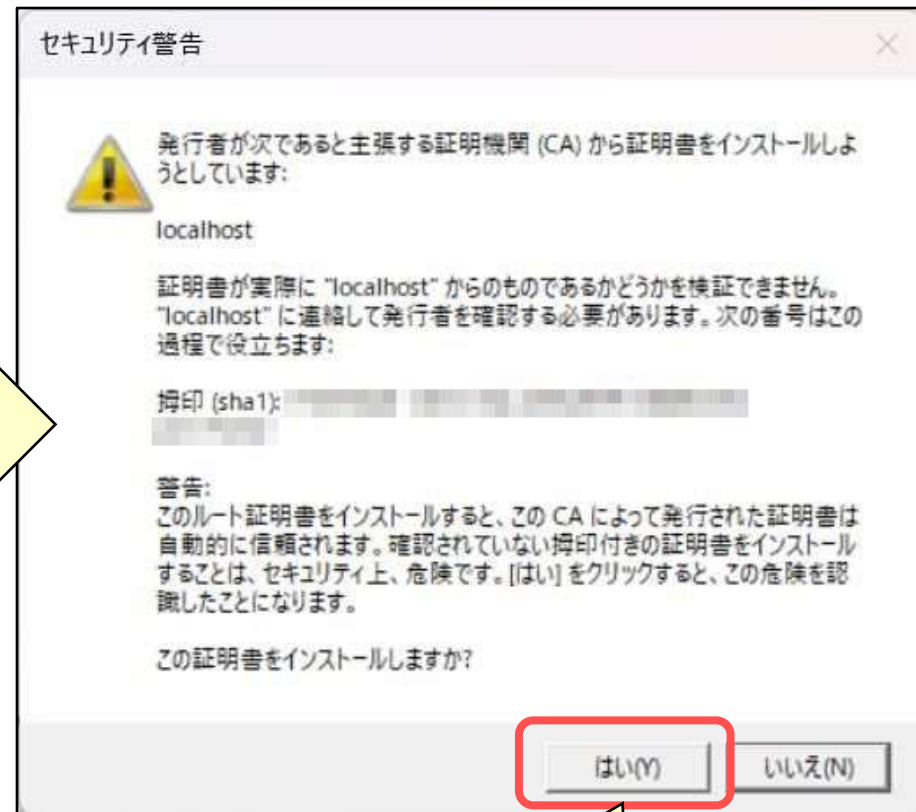 セキュリティ警告
発行者が次であると主張する証明機関 (CA) から証明書をインストールしよ
うとしています:
localhost
証明書が実際に "localhost" からのものであるかどうかを検証できません。
"localhost" に連絡して発行者を確認する必要があります。次の番号はこの
過程で役立ちます:
拇印 (sha1):
警告:
このルート証明書をインストールすると、この CA によって発行された証明書は
自動的に信頼されます。確認されていない拇印付きの証明書をインストール
することは、セキュリティ上、危険です。[はい] をクリックすると、この危険を認
識したことになります。
この証明書をインストールしますか?
はい(Y)
いいえ(N)